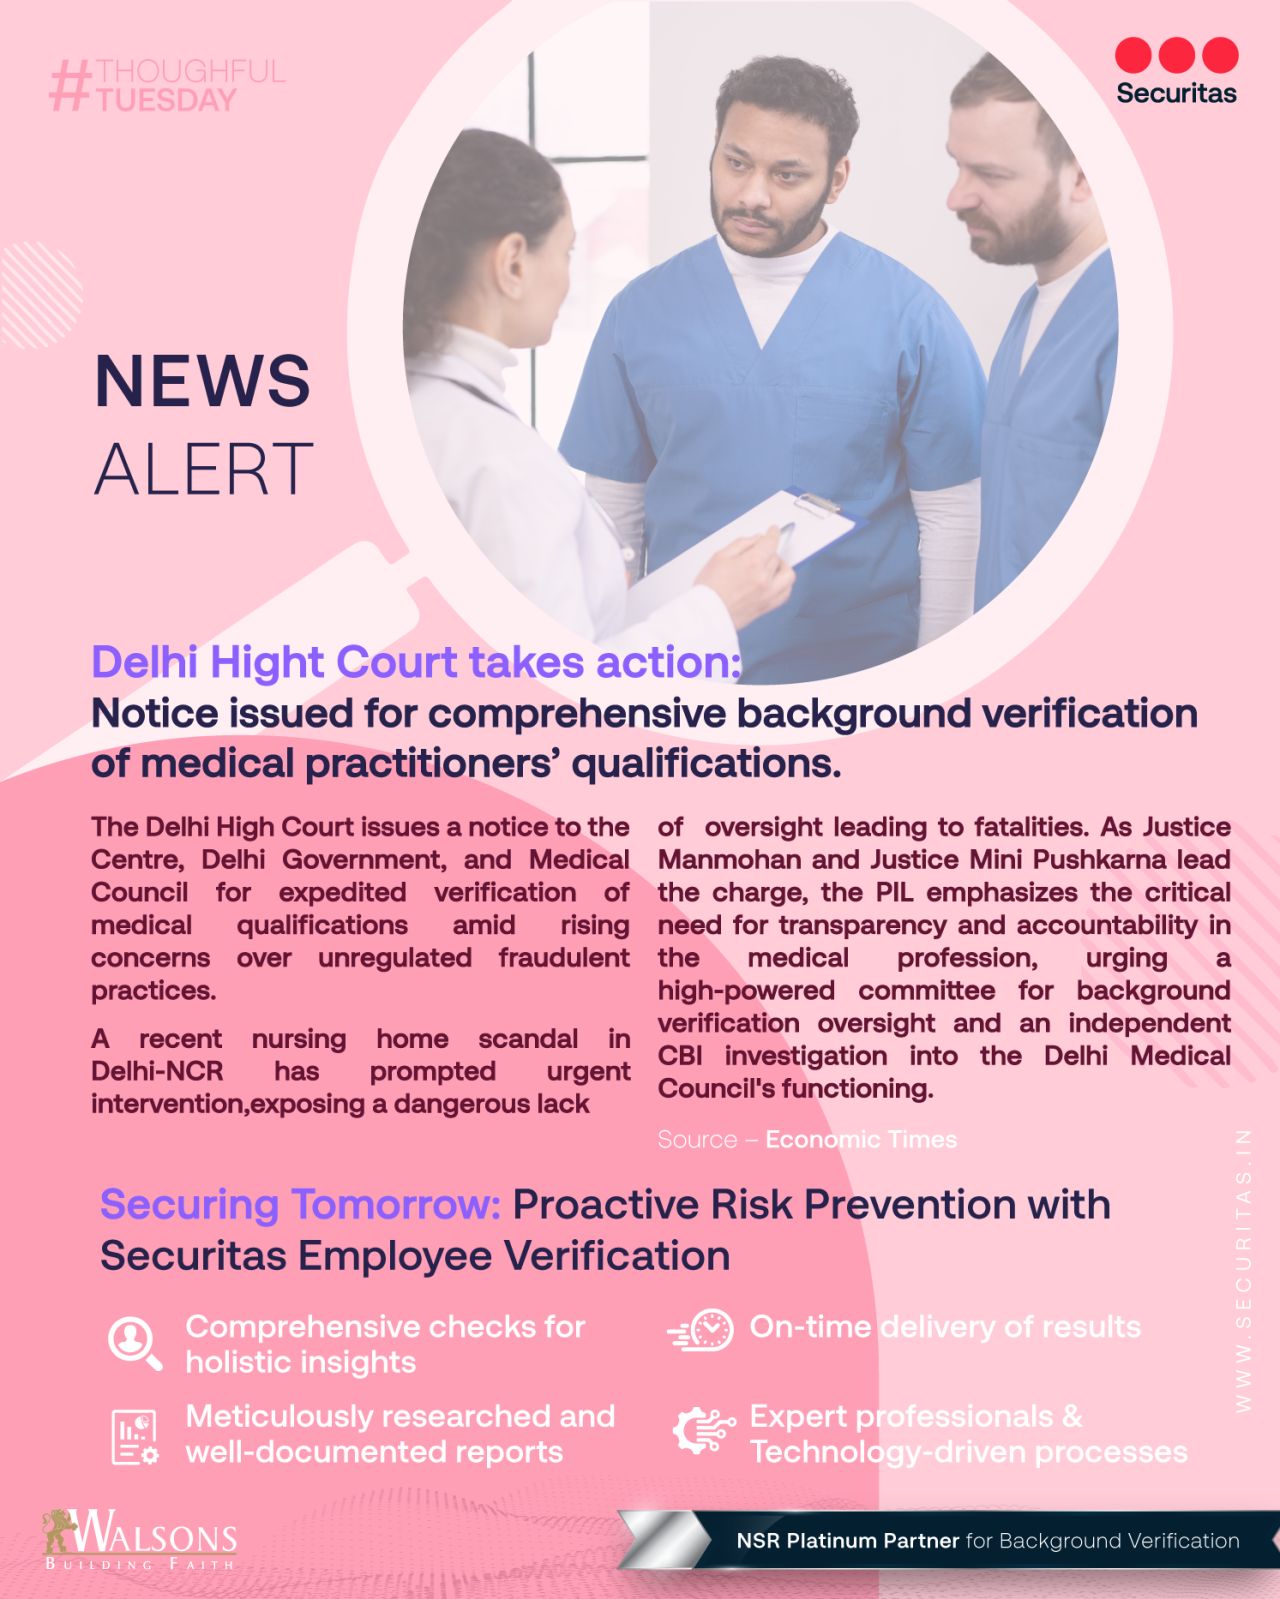 #THOUGHFUL
TUESDAY
Securitas
NEWS
ALERT
Delhi Hight Court takes action:
Notice issued for comprehensive background verification
of medical practitioners’ qualifications.
The Delhi High Court issues a notice to the
Centre, Delhi Government, and Medical
Council for expedited verification of
medical qualifications amid rising
concerns over unregulated fraudulent
practices.
A recent nursing home scandal in
Delhi-NCR has prompted urgent
intervention,exposing a dangerous lack
of oversight leading to fatalities. As Justice
Manmohan and Justice Mini Pushkarna lead
the charge, the PIL emphasizes the critical
need for transparency and accountability in
the medical profession, urging a
high-powered committee for background
verification oversight and an independent
CBI investigation into the Delhi Medical
Council's functioning.
Source – Economic Times
Securing Tomorrow: Proactive Risk Prevention with
Securitas Employee Verification
Comprehensive checks for
holistic insights
On-time delivery of results
Meticulously researched and
well-documented reports
Expert professionals &
Technology-driven processes
WWW.SECURITAS.IN
WALSONS
BUILDING FAITH
NSR Platinum Partner for Background Verification